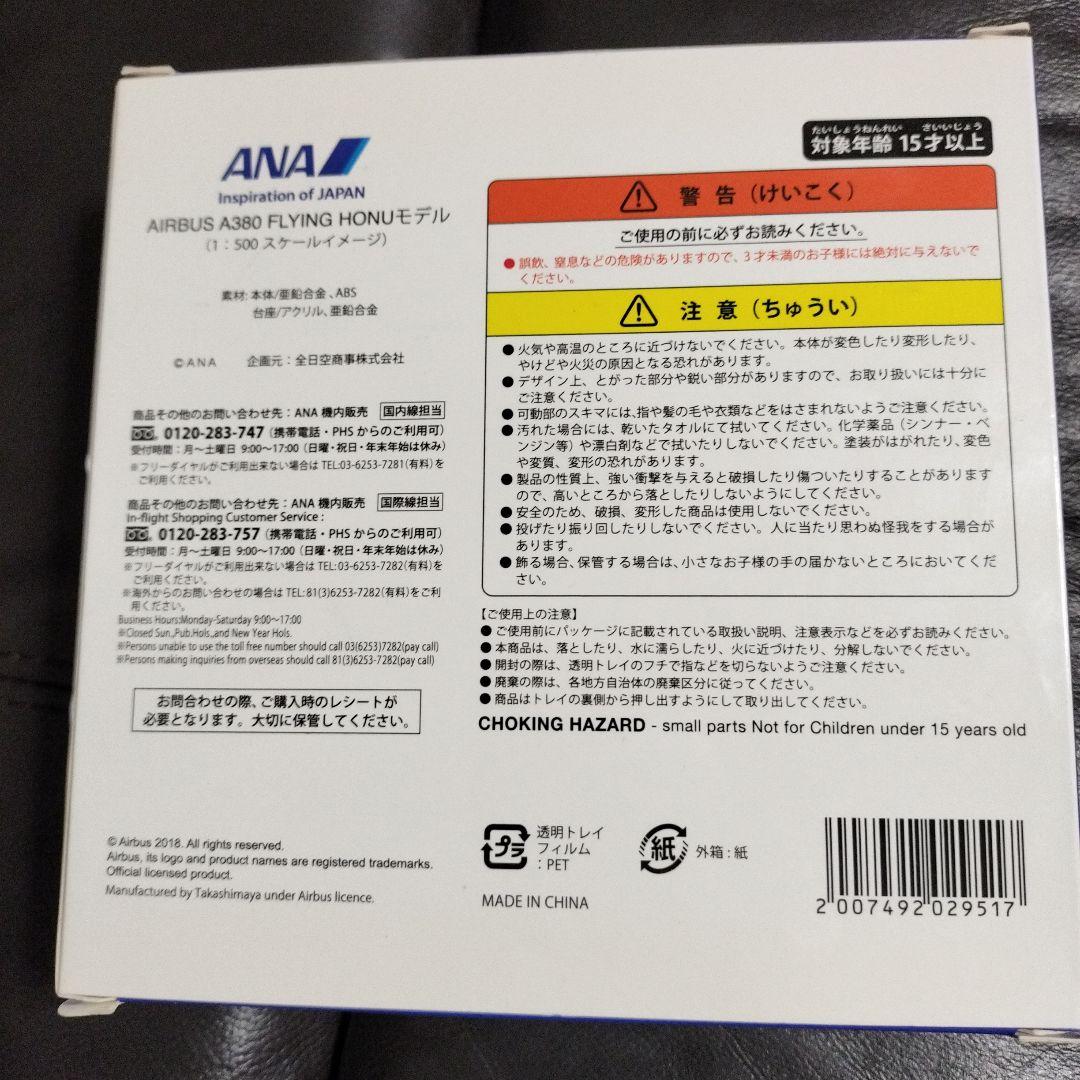 ANA
Inspiration of JAPAN
AIRBUS A380 FLYING HONUモデル
(1：500 スケールイメージ)
素材: 本体/亜鉛合金、ABS
台座/アクリル、亜鉛合金
©ANA 企画元：全日空商事株式会社
商品その他のお問い合わせ先：ANA 機内販売 国内線担当
0120-283-747 (携帯電話・PHS からのご利用可)
受付時間：月〜土曜日 9:00〜17:00 (日曜・祝日・年末年始は休み)
※フリーダイヤルがご利用出来ない場合は TEL:03-6253-7281(有料)を
ご利用ください。
商品その他のお問い合わせ先：ANA 機内販売 国際線担当
In-flight Shopping Customer Service :
0120-283-757 (携帯電話・PHS からのご利用可)
受付時間：月〜土曜日 9:00〜17:00 (日曜・祝日・年末年始は休み)
※フリーダイヤルがご利用出来ない場合は TEL:03-6253-7282(有料)を
ご利用ください。
※海外からのお問い合わせの場合は TEL:81(3)6253-7282(有料)をご利
用ください。
Business Hours:Monday-Saturday 9:00〜17:00
※Closed Sun.,Pub.Hols.,and New Year Hols.
※Persons unable to use the toll free number should call 03(6253)7282(pay call)
※Persons making inquiries from overseas should call 81(3)6253-7282(pay call)
お問合わせの際、ご購入時のレシートが
必要となります。大切に保管してください。
© Airbus 2018. All rights reserved.
Airbus, its logo and product names are registered trademarks.
Official licensed product.
Manufactured by Takashimaya under Airbus licence.
たいしょうねんれい さいいじょう
対象年齢 15才以上
警 告 (けいこく)
ご使用の前に必ずお読みください。
●誤飲、窒息などの危険がありますので、3才未満のお子様には絶対に与えないで
ください。
注 意 (ちゅうい)
●火気や高温のところに近づけないでください。本体が変色したり変形したり、
やけどや火災の原因となる恐れがあります。
●デザイン上、とがった部分や鋭い部分がありますので、お取り扱いには十分に
ご注意ください。
●可動部のスキマには、指や髪の毛や衣類などをはさまれないようご注意ください。
●汚れた場合には、乾いたタオルにて拭いてください。化学薬品（シンナー・ベ
ンジン等）や漂白剤などで拭いたりしないでください。塗装がはがれたり、変色
や変質、変形の恐れがあります。
●製品の性質上、強い衝撃を与えると破損したり傷ついたりすることがあります
ので、高いところから落としたりしないようにしてください。
●安全のため、破損、変形した商品は使用しないでください。
●投げたり振り回したりしないでください。人に当たり思わぬ怪我をする場合が
あります。
●飾る場合、保管する場合は、小さなお子様の手の届かないところにおいてくだ
さい。
【ご使用上の注意】
●ご使用前にパッケージに記載されている取扱い説明、注意表示などを必ずお読みください。
●本商品は、落としたり、水に濡らしたり、火に近づけたり、分解しないでください。
●開封の際は、透明トレイのフチで指などを切らないようご注意ください。
●廃棄の際は、各地方自治体の廃棄区分に従ってください。
●商品はトレイの裏側から押し出すようにして取り出してください。
CHOKING HAZARD - small parts Not for Children under 15 years old
プラ
透明トレイ
フィルム
：PET
紙
外箱：紙
MADE IN CHINA
2 007492 029517